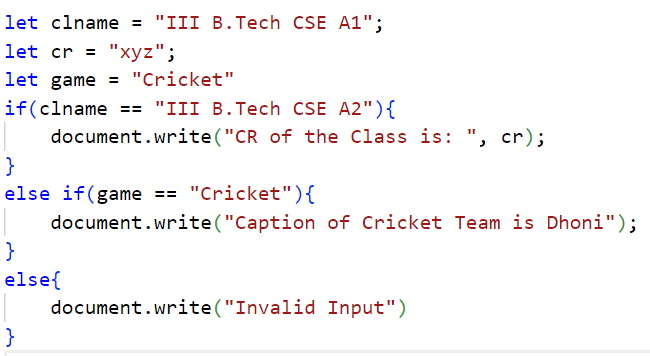 let clname = "III B.Tech CSE A1";
let cr = "xyz";
let game = "Cricket"
if(clname == "III B.Tech CSE A2"){
    document.write("CR of the Class is: ", cr);
}
else if(game == "Cricket"){
    document.write("Caption of Cricket Team is Dhoni");
}
else{
    document.write("Invalid Input")
}